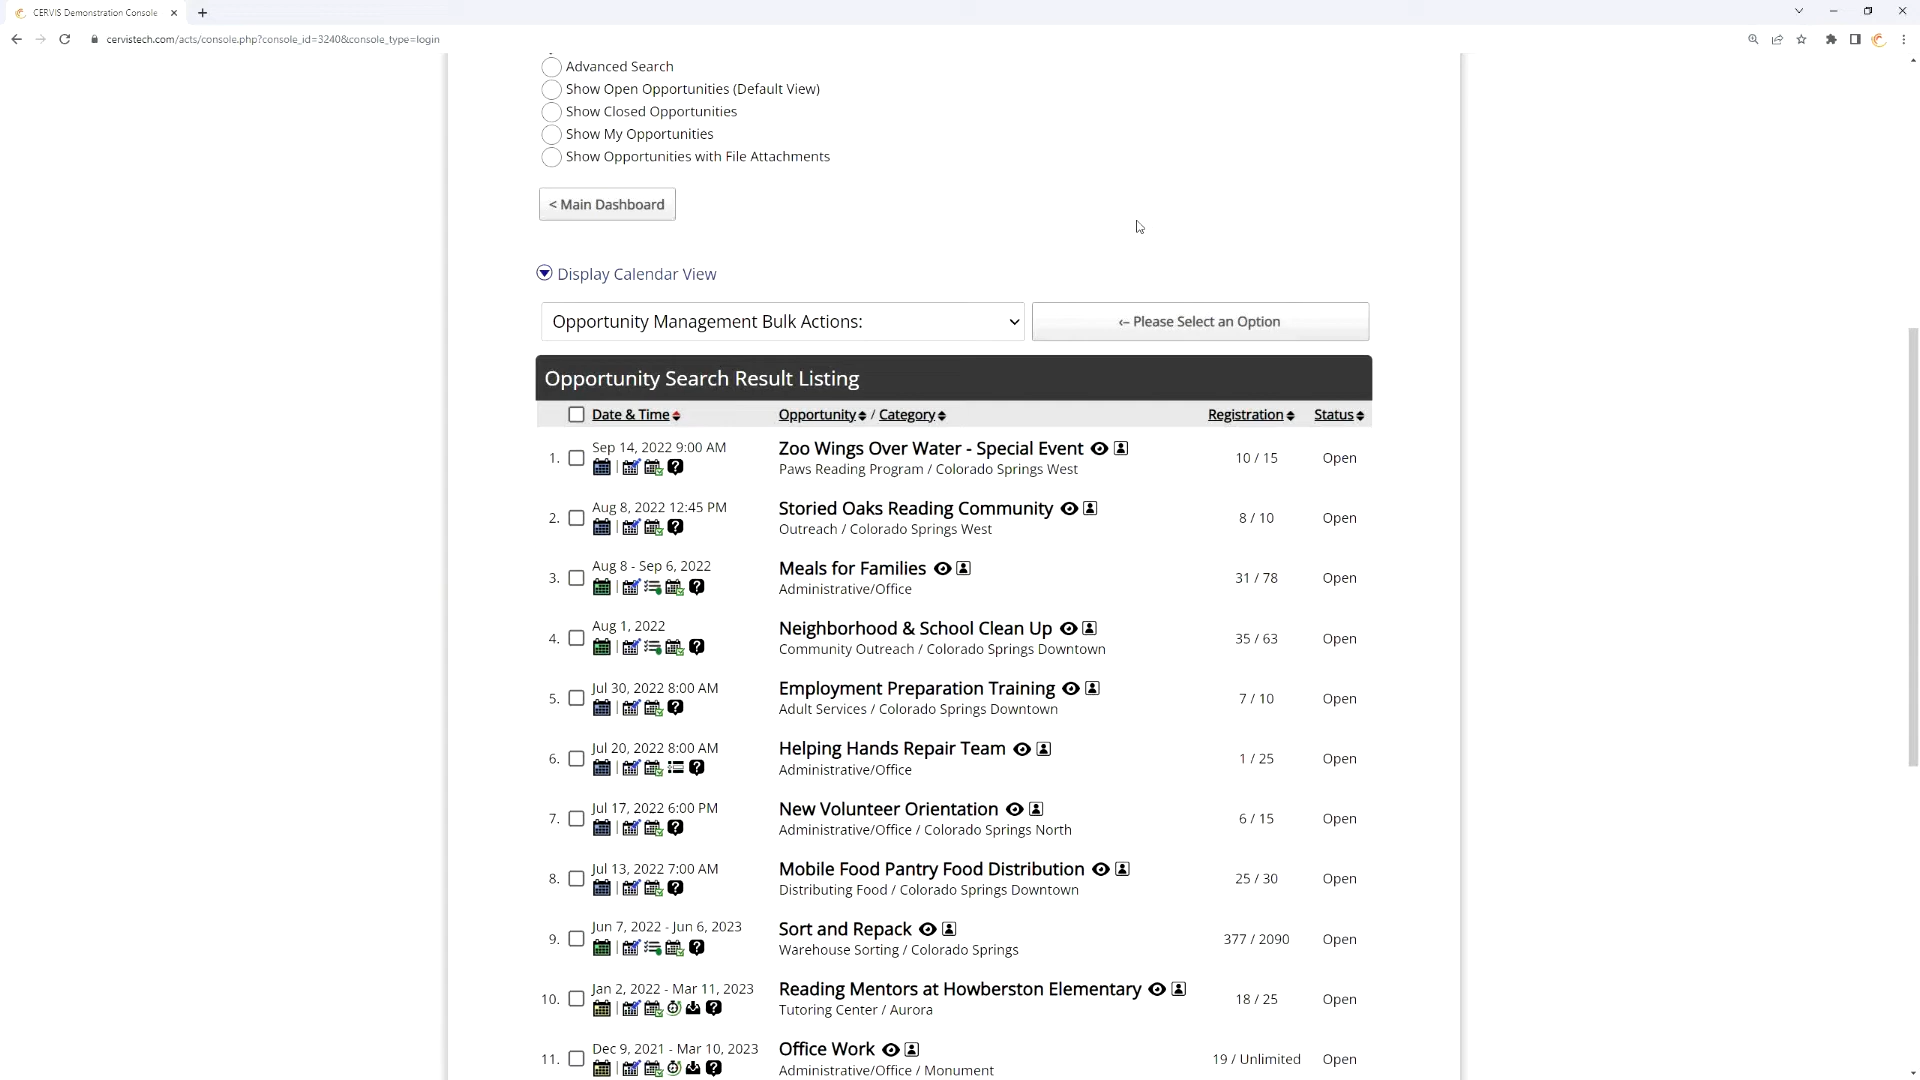 CERVIS Demonstration Console
cervistech.com/acts/console.php?console_id=3240&console_type=login
Advanced Search
Show Open Opportunities (Default View)
Show Closed Opportunities
Show My Opportunities
Show Opportunities with File Attachments
< Main Dashboard
Display Calendar View
Opportunity Management Bulk Actions:
← Please Select an Option
Opportunity Search Result Listing
Date & Time Opportunity / Category Registration Status
1. Sep 14, 2022 9:00 AM Zoo Wings Over Water - Special Event 10 / 15 Open
Paws Reading Program / Colorado Springs West
2. Aug 8, 2022 12:45 PM Storied Oaks Reading Community 8 / 10 Open
Outreach / Colorado Springs West
3. Aug 8 - Sep 6, 2022 Meals for Families 31 / 78 Open
Administrative/Office
4. Aug 1, 2022 Neighborhood & School Clean Up 35 / 63 Open
Community Outreach / Colorado Springs Downtown
5. Jul 30, 2022 8:00 AM Employment Preparation Training 7 / 10 Open
Adult Services / Colorado Springs Downtown
6. Jul 20, 2022 8:00 AM Helping Hands Repair Team 1 / 25 Open
Administrative/Office
7. Jul 17, 2022 6:00 PM New Volunteer Orientation 6 / 15 Open
Administrative/Office / Colorado Springs North
8. Jul 13, 2022 7:00 AM Mobile Food Pantry Food Distribution 25 / 30 Open
Distributing Food / Colorado Springs Downtown
9. Jun 7, 2022 - Jun 6, 2023 Sort and Repack 377 / 2090 Open
Warehouse Sorting / Colorado Springs
10. Jan 2, 2022 - Mar 11, 2023 Reading Mentors at Howberston Elementary 18 / 25 Open
Tutoring Center / Aurora
11. Dec 9, 2021 - Mar 10, 2023 Office Work 19 / Unlimited Open
Administrative/Office / Monument